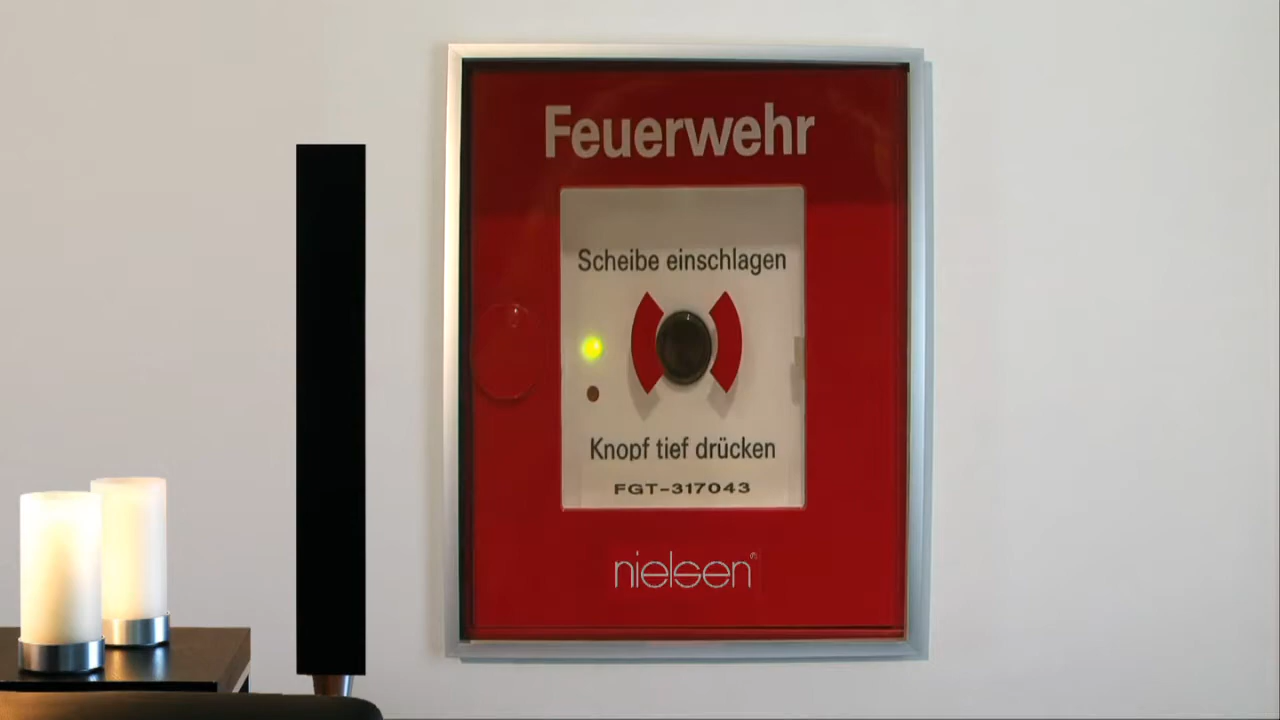 Feuerwehr
Scheibe einschlagen
Knopf tief drücken
FGT-317043
nielsen®